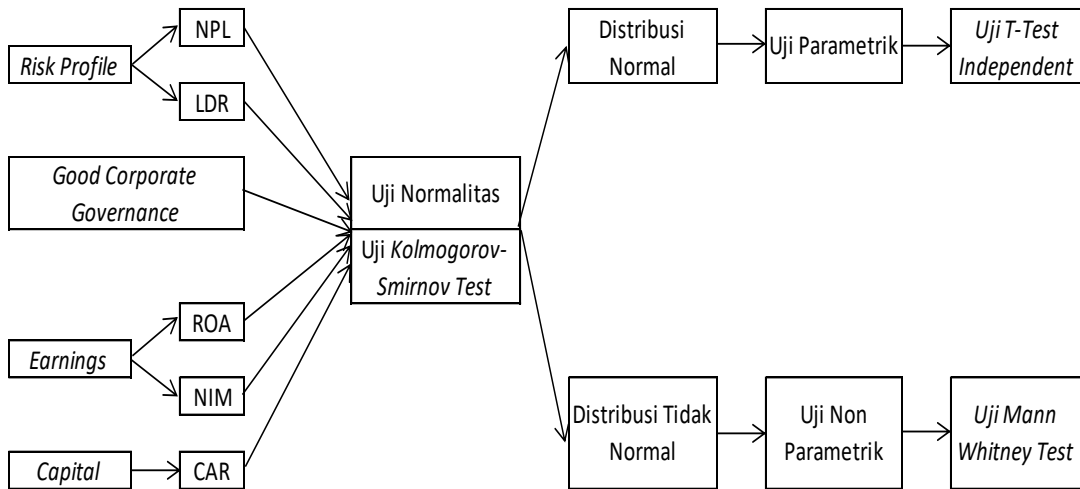 Risk Profile
NPL
LDR
Good Corporate
Governance
Earnings
ROA
NIM
Capital
CAR
Uji Normalitas
Uji Kolmogorov-
Smirnov Test
Distribusi
Normal
Uji Parametrik
Uji T-Test
Independent
Distribusi Tidak
Normal
Uji Non
Parametrik
Uji Mann
Whitney Test